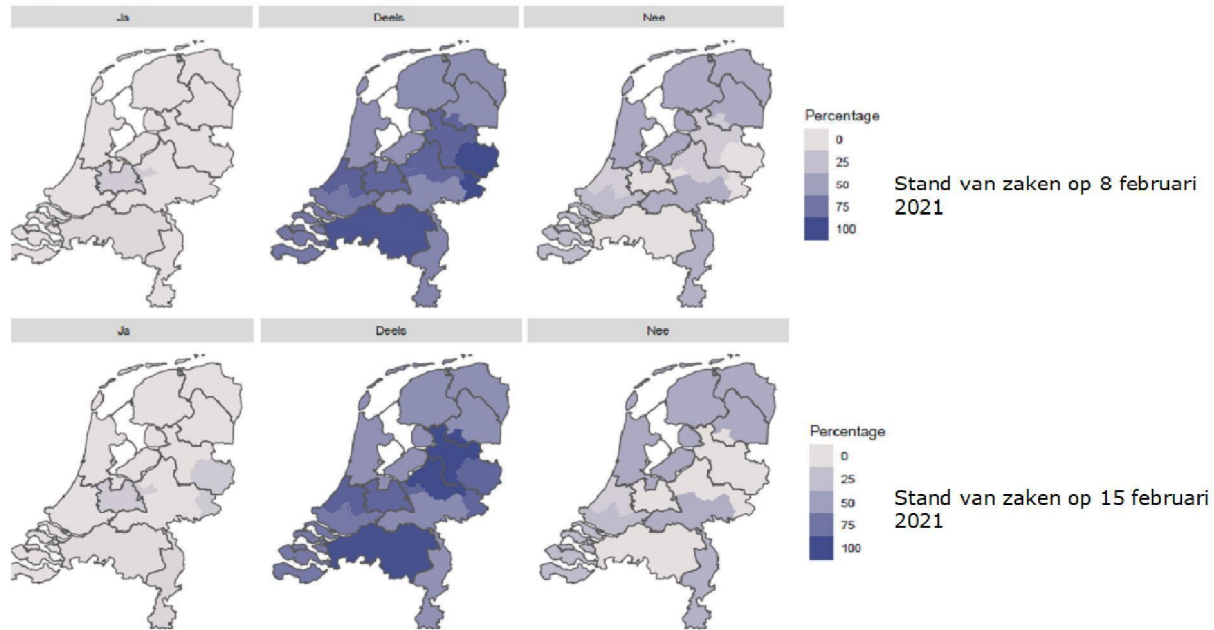 Ja
Deels
Nee
Percentage
0
25
50
75
100
Stand van zaken op 8 februari
2021
Ja
Deels
Nee
Percentage
0
25
50
75
100
Stand van zaken op 15 februari
2021